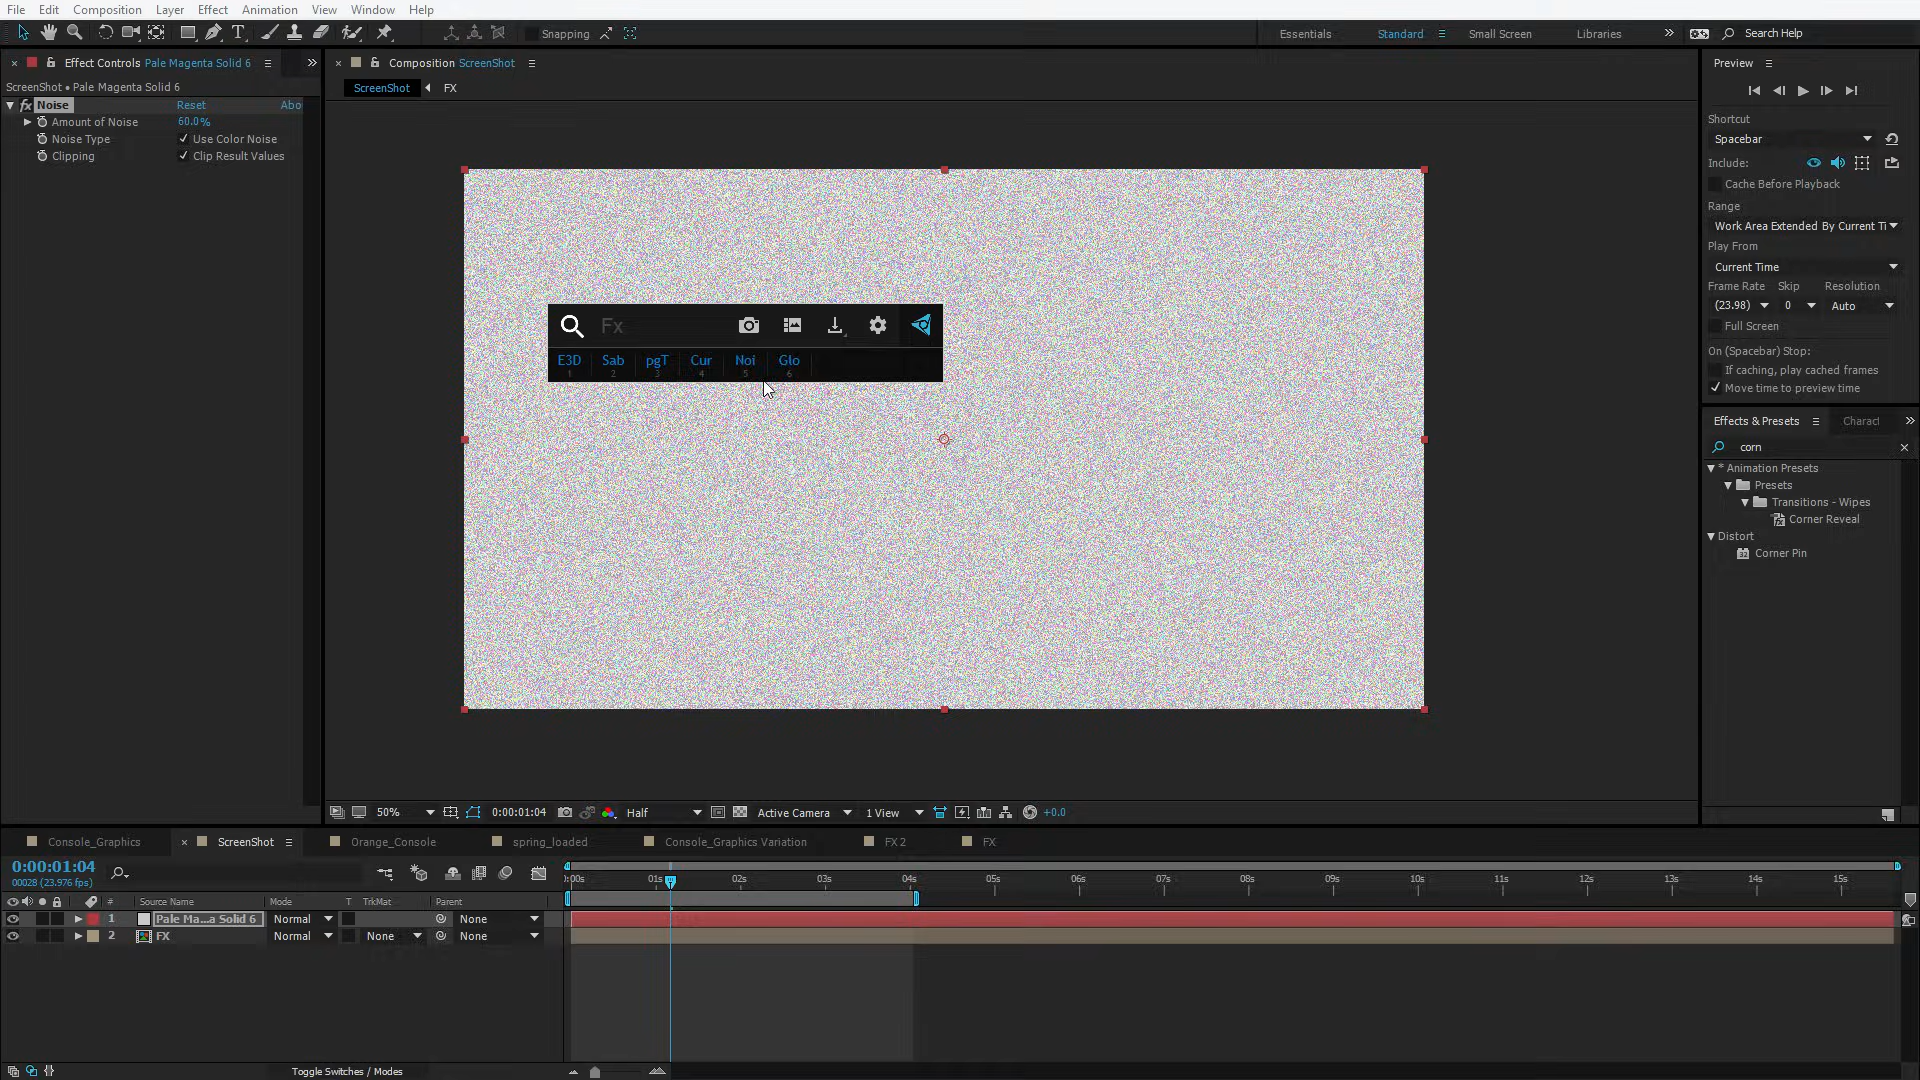 File Edit Composition Layer Effect Animation View Window Help
Snapping
Essentials Standard Small Screen Libraries Search Help
Effect Controls Pale Magenta Solid 6
ScreenShot • Pale Magenta Solid 6
fx Noise Reset Abo
Amount of Noise 60.0%
Noise Type Use Color Noise
Clipping Clip Result Values
Composition ScreenShot
ScreenShot FX
Fx
E3D Sab pgT Cur Noi Glo
1 2 3 4 5 6
Preview
Shortcut
Spacebar
Include:
Cache Before Playback
Range
Work Area Extended By Current Ti
Play From
Current Time
Frame Rate Skip Resolution
(23.98) 0 Auto
Full Screen
On (Spacebar) Stop:
If caching, play cached frames
Move time to preview time
Effects & Presets Charact
corn
* Animation Presets
Presets
Transitions - Wipes
Corner Reveal
Distort
Corner Pin
50% 0:00:01:04 Half Active Camera 1 View +0.0
Console_Graphics ScreenShot Orange_Console spring_loaded Console_Graphics Variation FX 2 FX
0:00:01:04
00028 (23.976 fps)
:00s 01s 02s 03s 04s 05s 06s 07s 08s 09s 10s 11s 12s 13s 14s 15s
# Source Name Mode T TrkMat Parent
1 Pale Ma...a Solid 6 Normal None
2 FX Normal None None
Toggle Switches / Modes